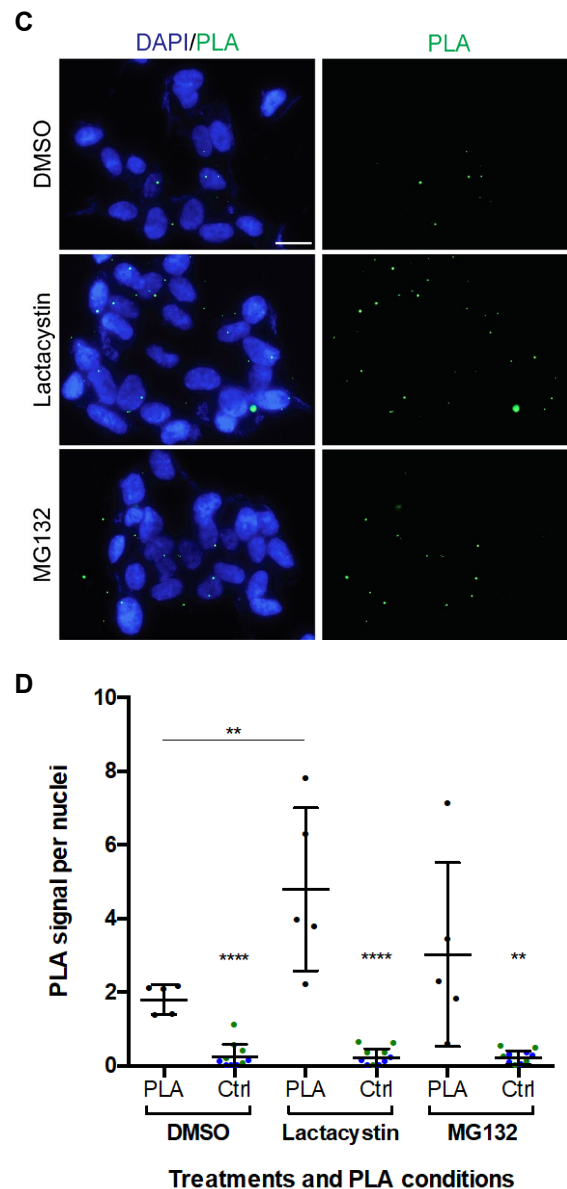 C
DAPI/PLA PLA
DMSO
Lactacystin
MG132
D
PLA signal per nuclei
10
8
6
4
2
0
**
****
****
**
PLA Ctrl PLA Ctrl PLA Ctrl
DMSO Lactacystin MG132
Treatments and PLA conditions